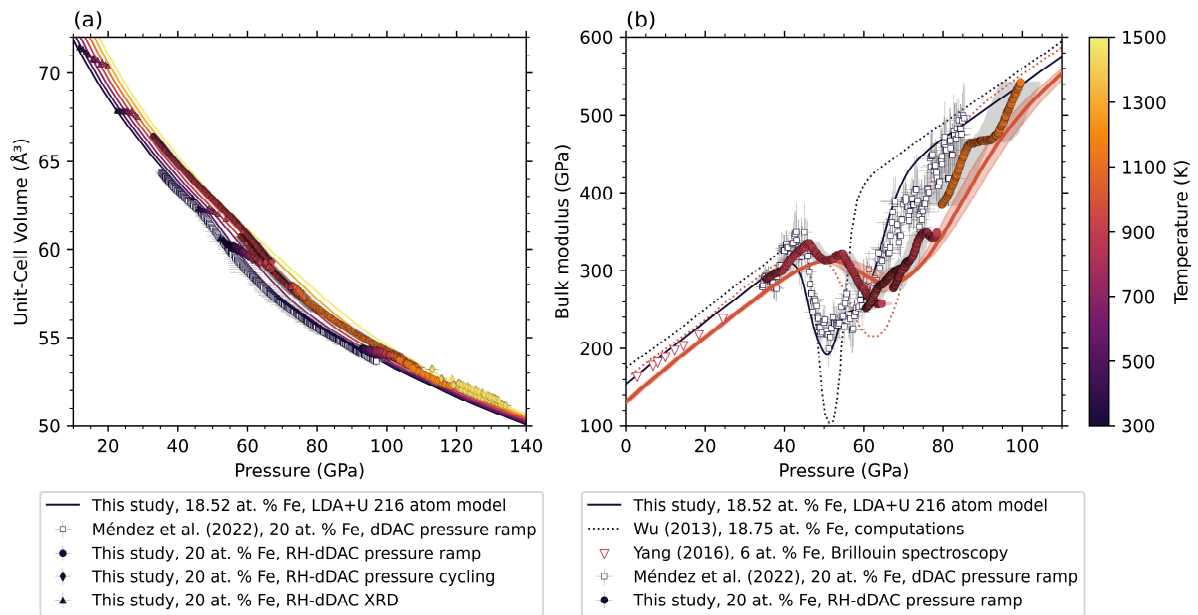 (a)
(b)
70
65
60
55
50
Unit-Cell Volume (Å³)
20
40
60
80
100
120
140
Pressure (GPa)
600
500
400
300
200
100
Bulk modulus (GPa)
0
20
40
60
80
100
Pressure (GPa)
1500
1300
1100
900
700
500
300
Temperature (K)
This study, 18.52 at. % Fe, LDA+U 216 atom model
Méndez et al. (2022), 20 at. % Fe, dDAC pressure ramp
This study, 20 at. % Fe, RH-dDAC pressure ramp
This study, 20 at. % Fe, RH-dDAC pressure cycling
This study, 20 at. % Fe, RH-dDAC XRD
This study, 18.52 at. % Fe, LDA+U 216 atom model
Wu (2013), 18.75 at. % Fe, computations
Yang (2016), 6 at. % Fe, Brillouin spectroscopy
Méndez et al. (2022), 20 at. % Fe, dDAC pressure ramp
This study, 20 at. % Fe, RH-dDAC pressure ramp